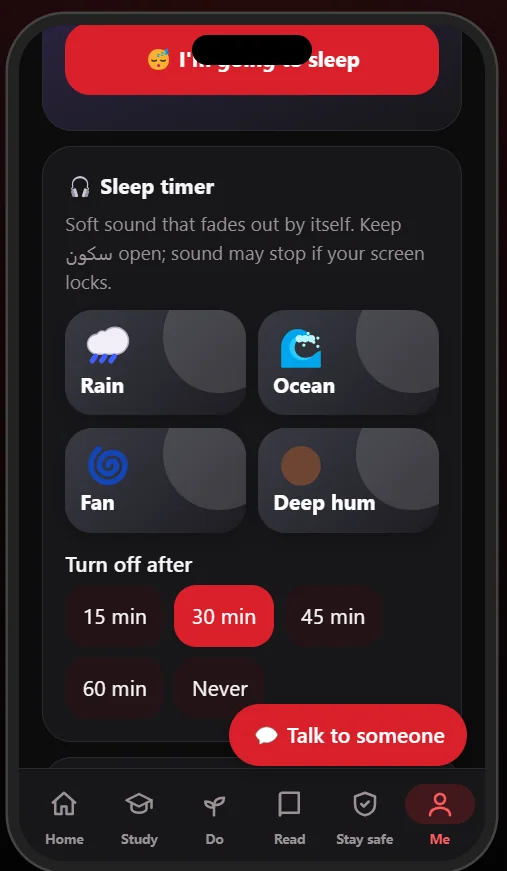 😴 I'm going to sleep
🎧 Sleep timer
Soft sound that fades out by itself. Keep
سكون open; sound may stop if your screen
locks.
Rain
Ocean
Fan
Deep hum
Turn off after
15 min
30 min
45 min
60 min
Never
Talk to someone
Home
Study
Do
Read
Stay safe
Me